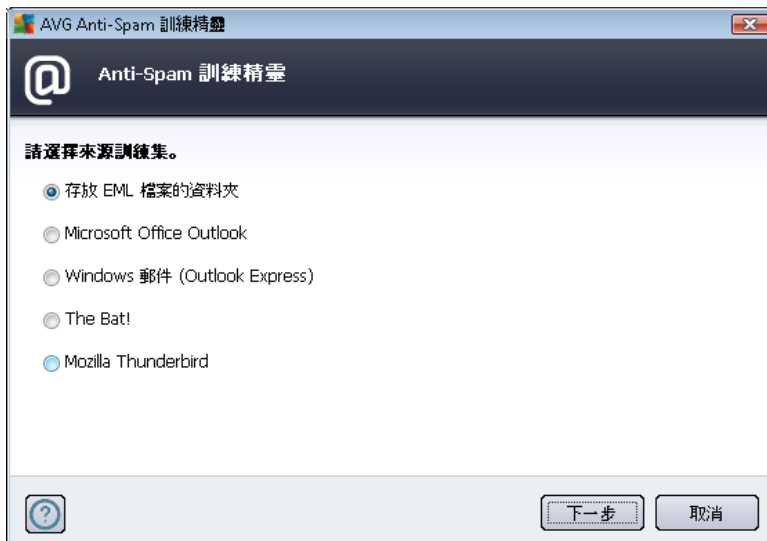 AVG Anti-Spam 訓練精靈
Anti-Spam 訓練精靈
請選擇來源訓練集。
存放 EML 檔案的資料夾
Microsoft Office Outlook
Windows 郵件 (Outlook Express)
The Bat!
Mozilla Thunderbird
?
下一步
取消